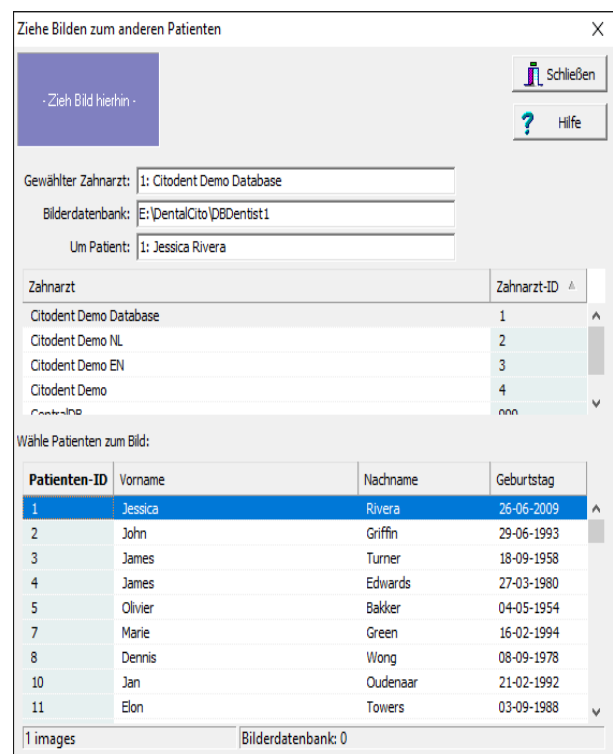 Ziehe Bilden zum anderen Patienten
- Zieh Bild hierhin -
Schließen
? Hilfe
Gewählter Zahnarzt: 1: Citodent Demo Database
Bilderdatenbank: E:\DentalCito\DBDentist1
Um Patient: 1: Jessica Rivera
Zahnarzt Zahnarzt-ID
Citodent Demo Database 1
Citodent Demo NL 2
Citodent Demo EN 3
Citodent Demo 4
CentralDB
Wähle Patienten zum Bild:
Patienten-ID Vorname Nachname Geburtstag
1 Jessica Rivera 26-06-2009
2 John Griffin 29-06-1993
3 James Turner 18-09-1958
4 James Edwards 27-03-1980
5 Olivier Bakker 04-05-1954
7 Marie Green 16-02-1994
8 Dennis Wong 08-09-1978
10 Jan Oudenaar 21-02-1992
11 Elon Towers 03-09-1988
1 images Bilderdatenbank: 0